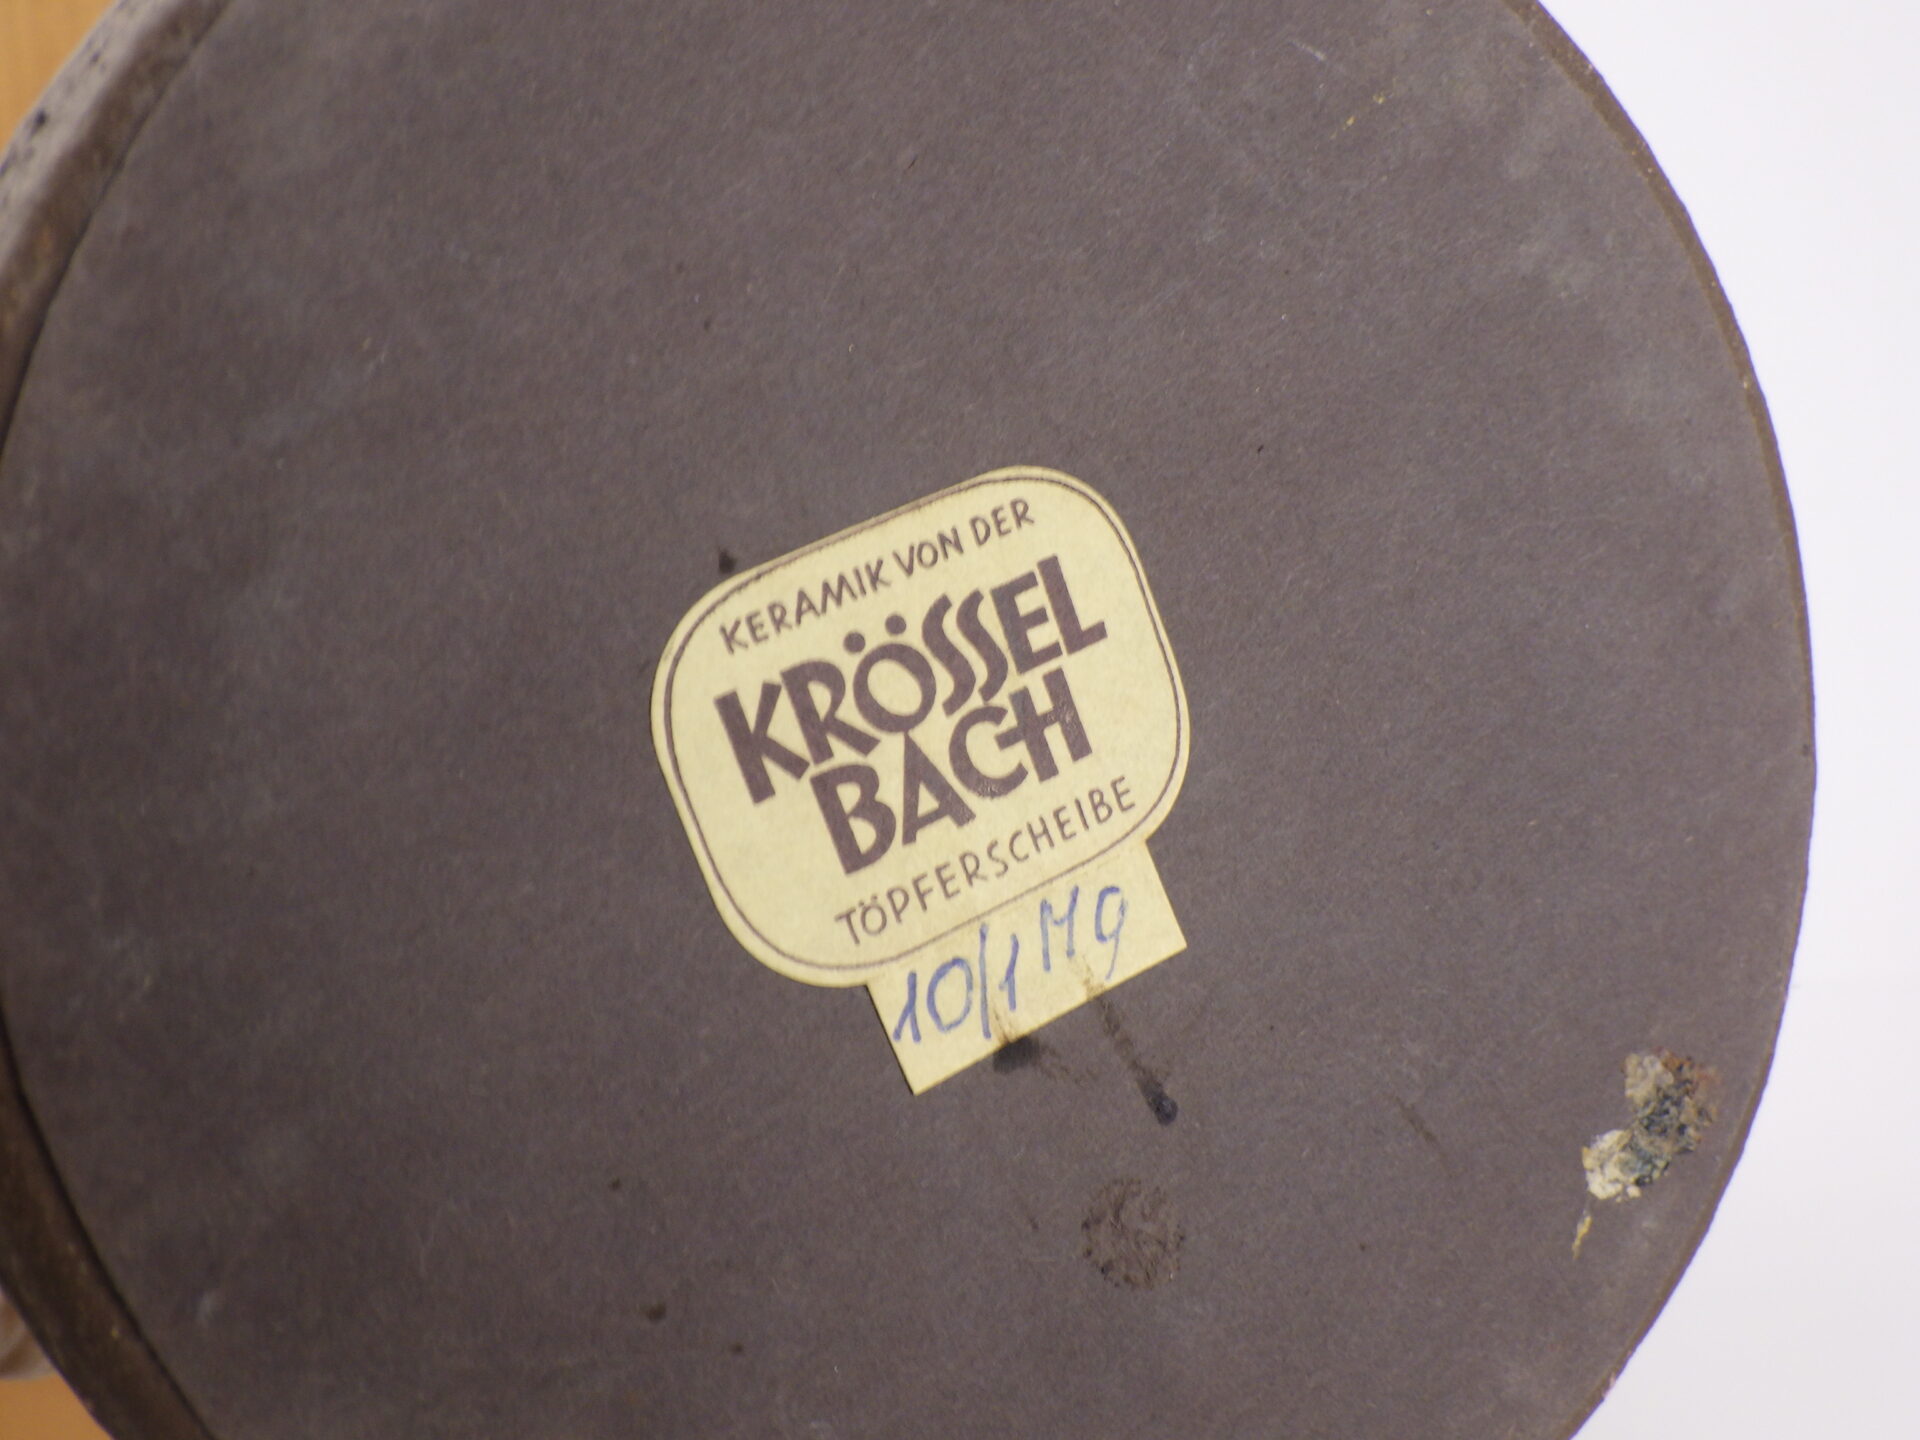 KERAMIK VON DER
KRÖSSEL
BACH
TÖPFERSCHEIBE
10/1 M9